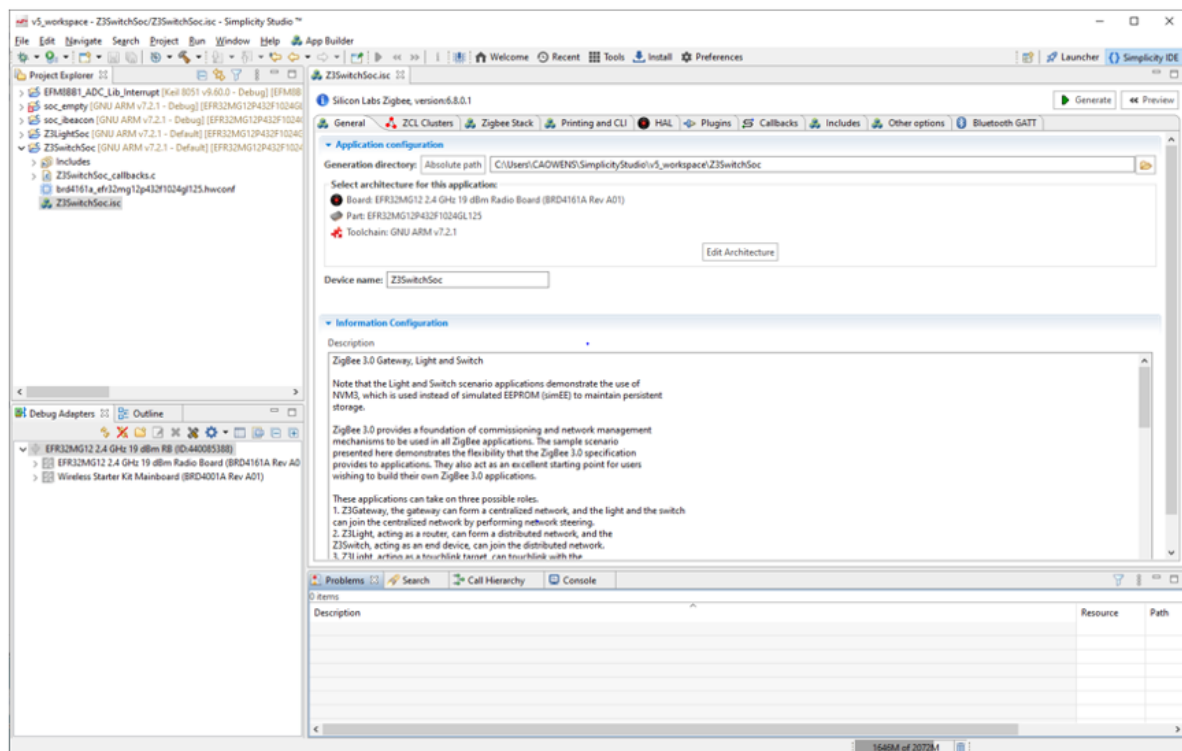 v5_workspace - Z3SwitchSoc/Z3SwitchSoc.isc - Simplicity Studio ™
File Edit Navigate Search Project Run Window Help App Builder
Welcome Recent Tools Install Preferences
Launcher {} Simplicity IDE
Project Explorer
EFM8BB1_ADC_Lib_Interrupt [Keil 8051 v9.60.0 - Debug] [EFM8B
soc_empty [GNU ARM v7.2.1 - Debug] [EFR32MG12P432F1024Gl
soc_ibeacon [GNU ARM v7.2.1 - Debug] [EFR32MG12P432F1024
Z3LightSoc [GNU ARM v7.2.1 - Default] [EFR32MG12P432F1024G
Z3SwitchSoc [GNU ARM v7.2.1 - Default] [EFR32MG12P432F1024
Includes
Z3SwitchSoc_callbacks.c
brd4161a_efr32mg12p432f1024gl125.hwconf
Z3SwitchSoc.isc
Z3SwitchSoc.isc
Silicon Labs Zigbee, version:6.8.0.1
Generate Preview
General ZCL Clusters Zigbee Stack Printing and CLI HAL Plugins Callbacks Includes Other options Bluetooth GATT
Application configuration
Generation directory: Absolute path C:\Users\CAOWENS\SimplicityStudio\v5_workspace\Z3SwitchSoc
Select architecture for this application:
Board: EFR32MG12 2.4 GHz 19 dBm Radio Board (BRD4161A Rev A01)
Part: EFR32MG12P432F1024GL125
Toolchain: GNU ARM v7.2.1
Edit Architecture
Device name: Z3SwitchSoc
Information Configuration
Description
ZigBee 3.0 Gateway, Light and Switch
Note that the Light and Switch scenario applications demonstrate the use of
NVM3, which is used instead of simulated EEPROM (simEE) to maintain persistent
storage.
ZigBee 3.0 provides a foundation of commissioning and network management
mechanisms to be used in all ZigBee applications. The sample scenario
presented here demonstrates the flexibility that the ZigBee 3.0 specification
provides to applications. They also act as an excellent starting point for users
wishing to build their own ZigBee 3.0 applications.
These applications can take on three possible roles.
1. Z3Gateway, the gateway can form a centralized network, and the light and the switch
can join the centralized network by performing network steering.
2. Z3Light, acting as a router, can form a distributed network, and the
Z3Switch, acting as an end device, can join the distributed network.
3. Z3Light, acting as a touchlink target, can touchlink with the
Debug Adapters Outline
EFR32MG12 2.4 GHz 19 dBm RB (ID:440085388)
EFR32MG12 2.4 GHz 19 dBm Radio Board (BRD4161A Rev A0
Wireless Starter Kit Mainboard (BRD4001A Rev A01)
Problems Search Call Hierarchy Console
0 items
Description Resource Path
1646M of 2072M